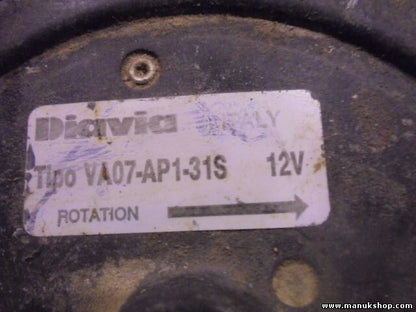 Diavia ITALY
Tipo VA07-AP1-31S 12V
ROTATION
www.manukshop.com